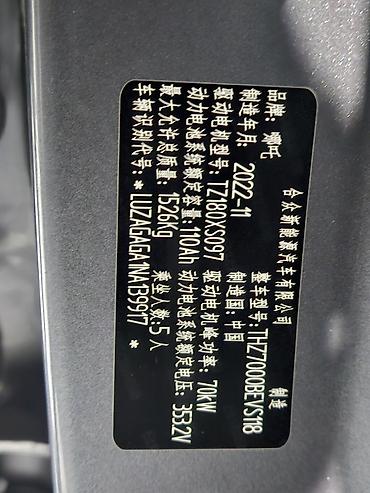 合众新能源汽车有限公司 制造
品牌: 哪吒 整车型号: THZ7000BEVS118
制造年月: 2022-11 制造国: 中国
驱动电机型号: TZ180XS097 驱动电机峰功率: 70kW
动力电池系统额定容量: 110Ah 动力电池系统额定电压: 353.2V
最大允许总质量: 1526Kg 乘坐人数: 5人
车辆识别代号: *LUZAGAGA1NA139917*